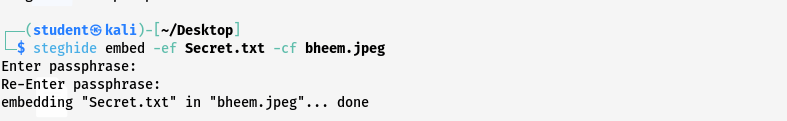 (student㉿kali)-[~/Desktop]
$ steghide embed -ef Secret.txt -cf bheem.jpeg
Enter passphrase:
Re-Enter passphrase:
embedding "Secret.txt" in "bheem.jpeg"... done